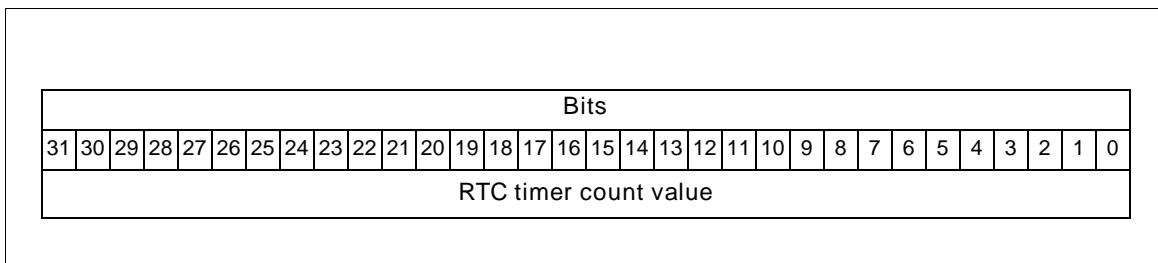 Bits
31 30 29 28 27 26 25 24 23 22 21 20 19 18 17 16 15 14 13 12 11 10 9 8 7 6 5 4 3 2 1 0
RTC timer count value